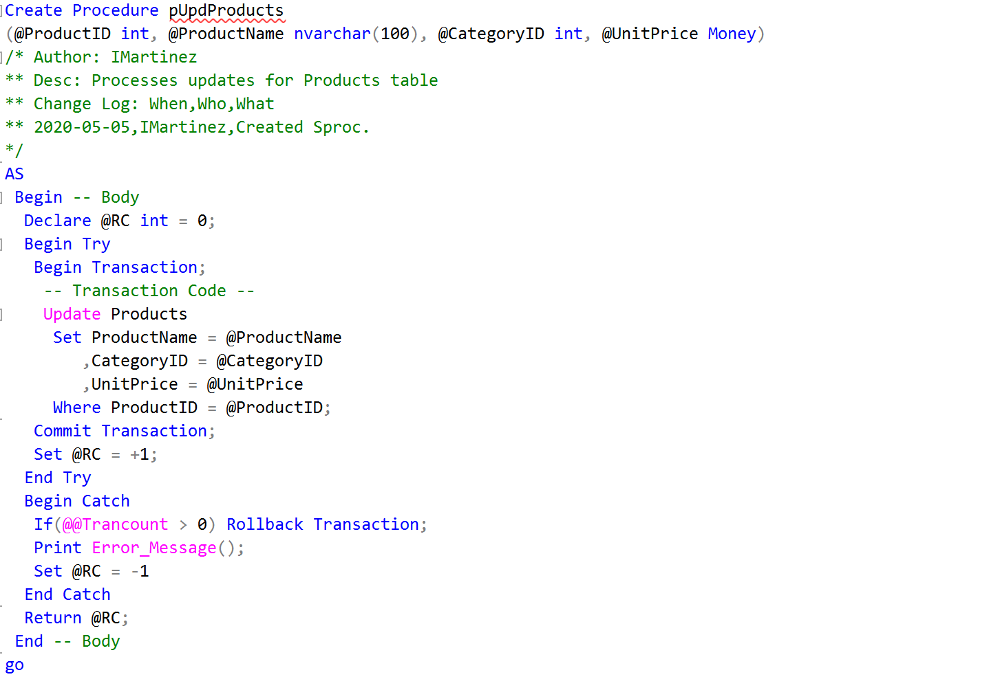 Create Procedure pUpdProducts
(@ProductID int, @ProductName nvarchar(100), @CategoryID int, @UnitPrice Money)
/* Author: IMartinez
** Desc: Processes updates for Products table
** Change Log: When,Who,What
** 2020-05-05,IMartinez,Created Sproc.
*/
AS
Begin -- Body
Declare @RC int = 0;
Begin Try
Begin Transaction;
-- Transaction Code --
Update Products
Set ProductName = @ProductName
,CategoryID = @CategoryID
,UnitPrice = @UnitPrice
Where ProductID = @ProductID;
Commit Transaction;
Set @RC = +1;
End Try
Begin Catch
If(@@Trancount > 0) Rollback Transaction;
Print Error_Message();
Set @RC = -1
End Catch
Return @RC;
End -- Body
go